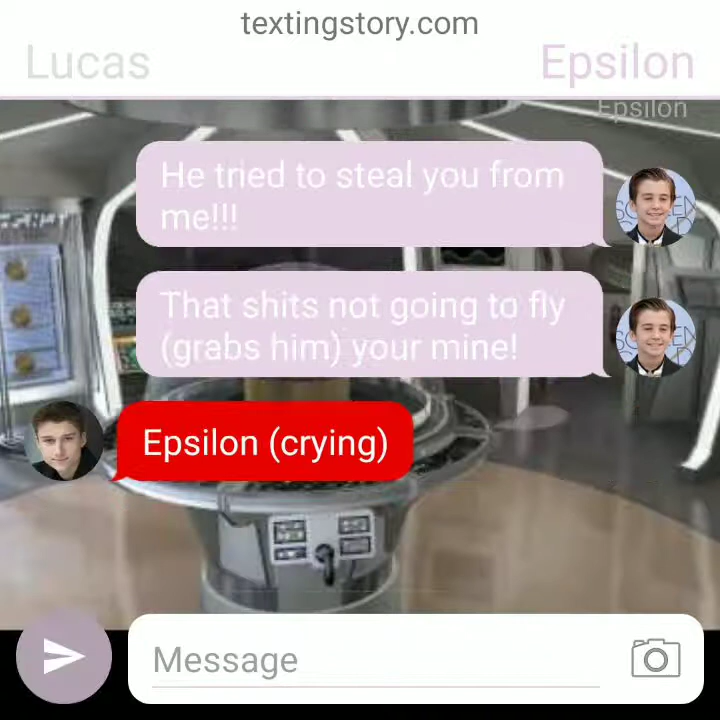 textingstory.com
Lucas
Epsilon
Epsilon
He tried to steal you from
me!!!
That shits not going to fly
(grabs him) your mine!
Epsilon (crying)
Message